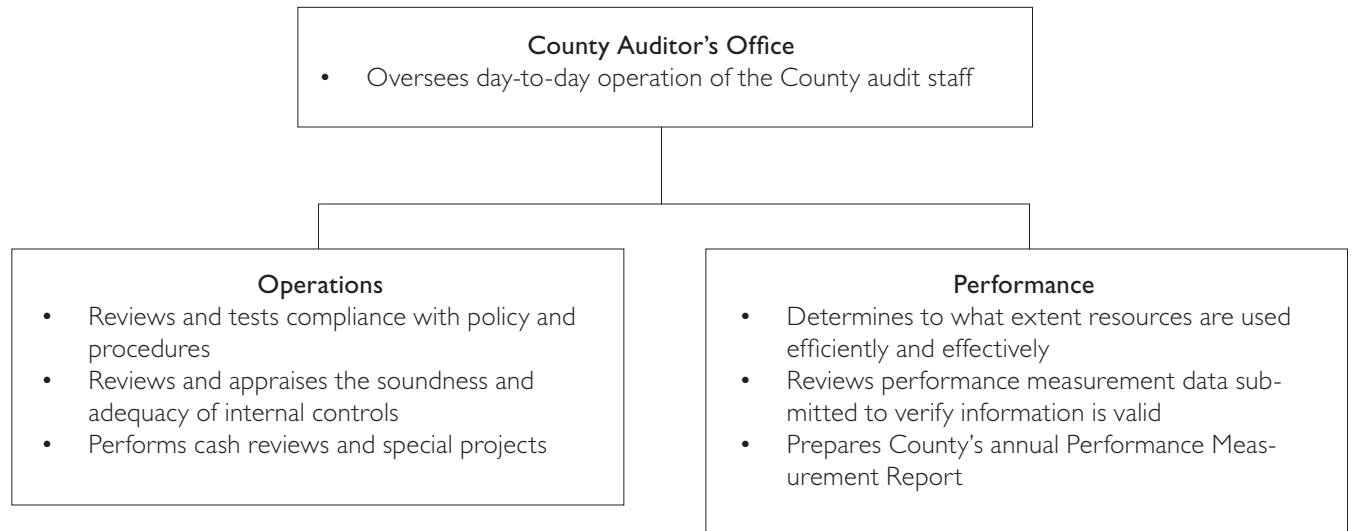 County Auditor's Office
• Oversees day-to-day operation of the County audit staff
Operations
• Reviews and tests compliance with policy and
procedures
• Reviews and appraises the soundness and
adequacy of internal controls
• Performs cash reviews and special projects
Performance
• Determines to what extent resources are used
efficiently and effectively
• Reviews performance measurement data sub-
mitted to verify information is valid
• Prepares County's annual Performance Meas-
urement Report